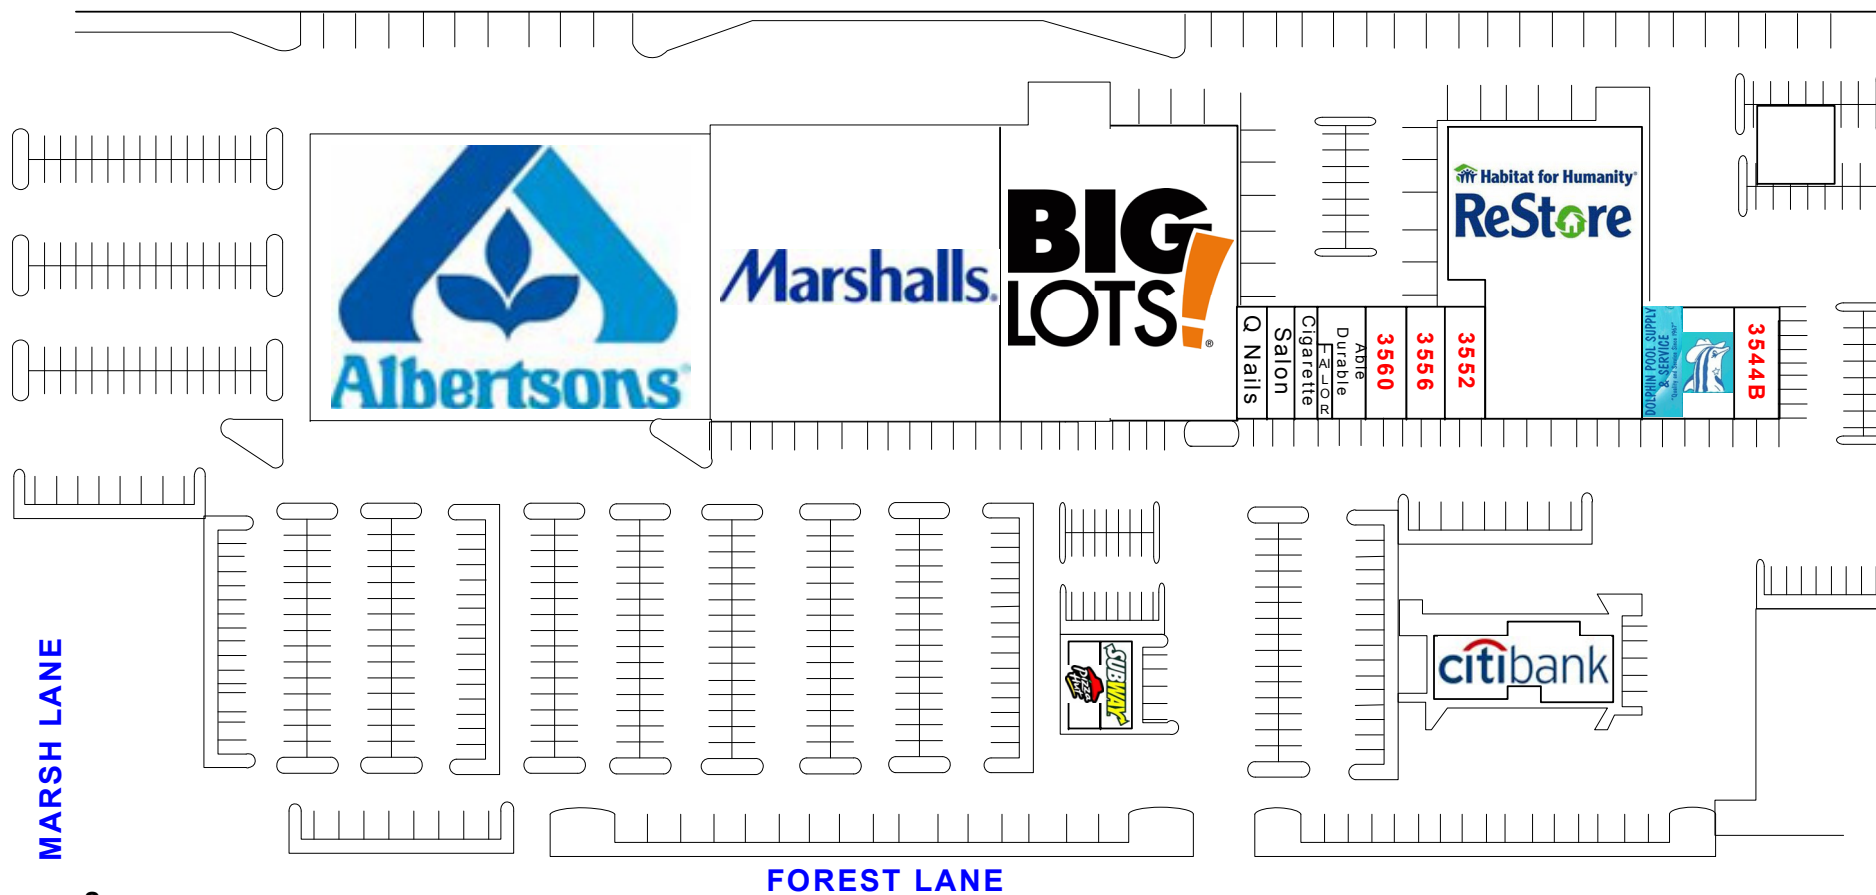 Albertsons®
Marshalls.
BIG
LOTS!®
Habitat for Humanity®
ReStore
Q Nails
Salon
Cigarette
TAILOR
Durable
Able
3560
3556
3552
DOLPHIN POOL SUPPLY
& SERVICE
3544B
SUBWAY
Pizza
Hut
citibank
MARSH LANE
FOREST LANE